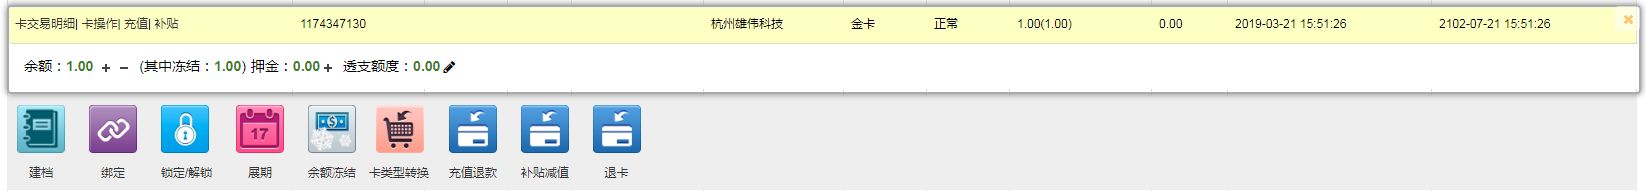 卡交易明细| 卡操作| 充值| 补贴 1174347130 杭州雄伟科技 金卡 正常 1.00(1.00) 0.00 2019-03-21 15:51:26 2102-07-21 15:51:26
余额：1.00 + − (其中冻结：1.00) 押金：0.00 + 透支额度：0.00
17
建档 绑定 锁定/解锁 展期 余额冻结 卡类型转换 充值退款 补贴减值 退卡